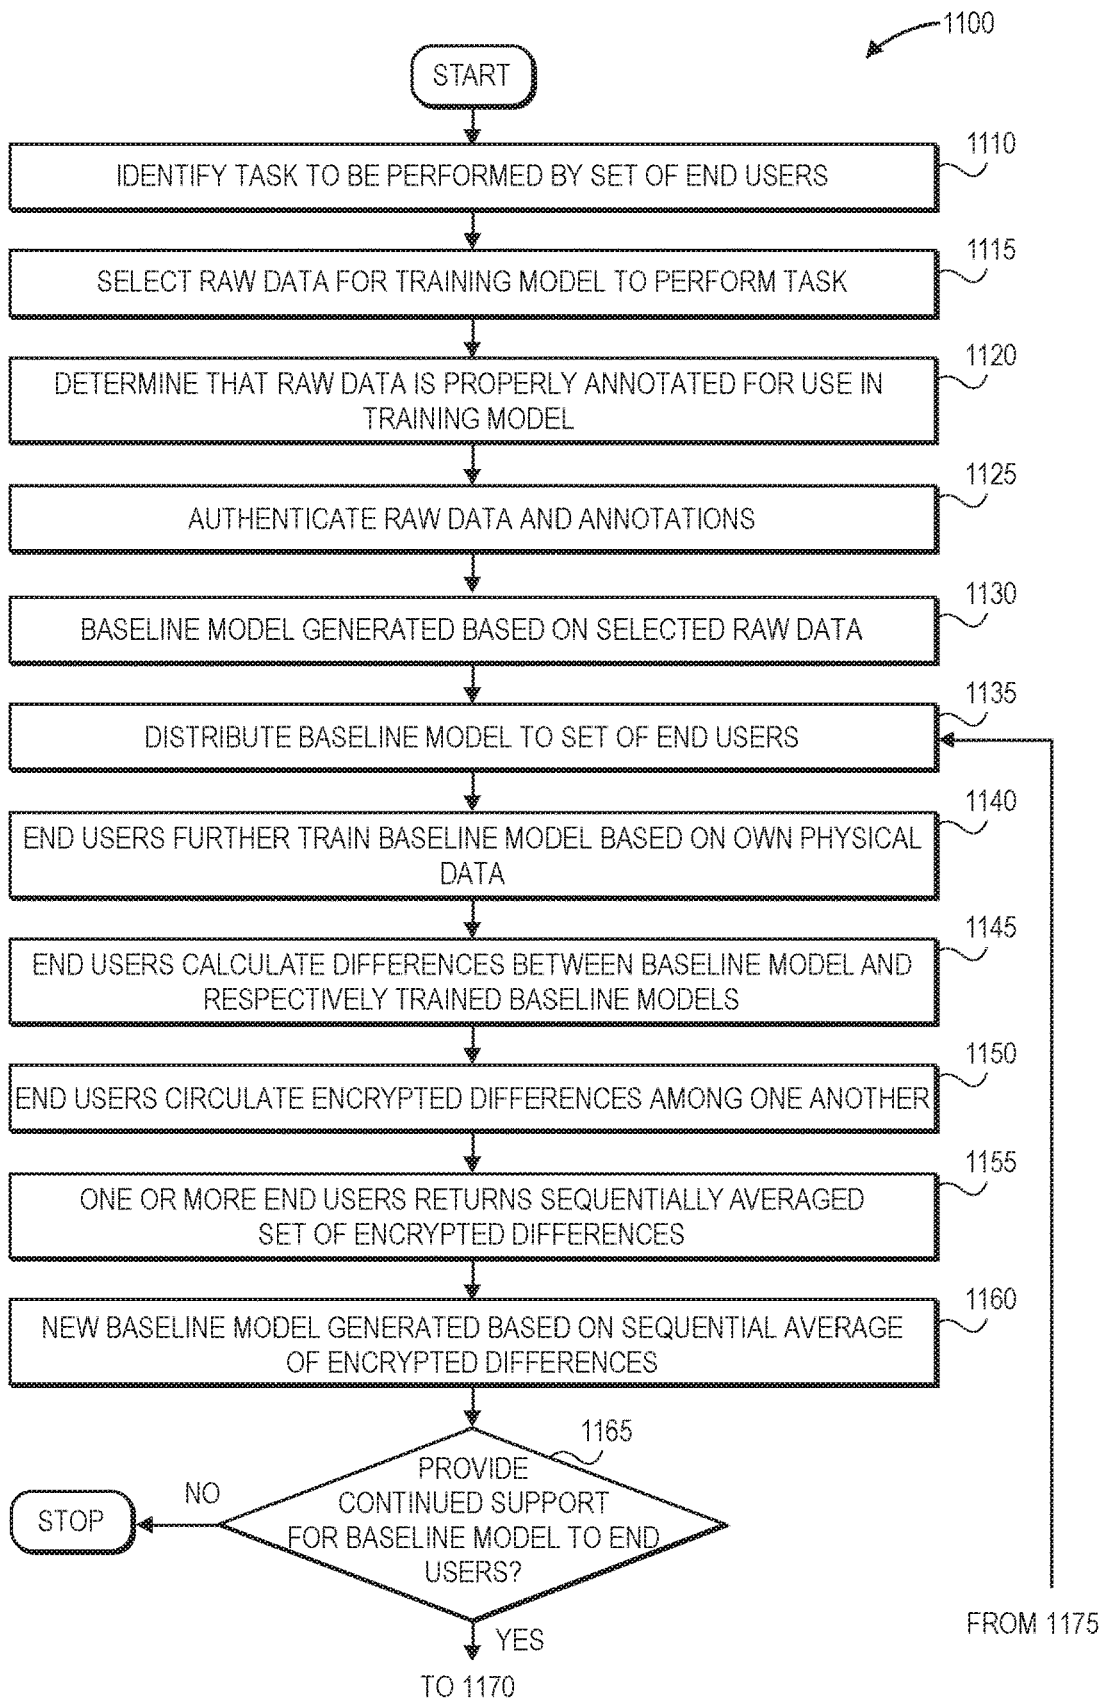 1100
START
1110
IDENTIFY TASK TO BE PERFORMED BY SET OF END USERS
1115
SELECT RAW DATA FOR TRAINING MODEL TO PERFORM TASK
1120
DETERMINE THAT RAW DATA IS PROPERLY ANNOTATED FOR USE IN
TRAINING MODEL
1125
AUTHENTICATE RAW DATA AND ANNOTATIONS
1130
BASELINE MODEL GENERATED BASED ON SELECTED RAW DATA
1135
DISTRIBUTE BASELINE MODEL TO SET OF END USERS
1140
END USERS FURTHER TRAIN BASELINE MODEL BASED ON OWN PHYSICAL
DATA
1145
END USERS CALCULATE DIFFERENCES BETWEEN BASELINE MODEL AND
RESPECTIVELY TRAINED BASELINE MODELS
1150
END USERS CIRCULATE ENCRYPTED DIFFERENCES AMONG ONE ANOTHER
1155
ONE OR MORE END USERS RETURNS SEQUENTIALLY AVERAGED
SET OF ENCRYPTED DIFFERENCES
1160
NEW BASELINE MODEL GENERATED BASED ON SEQUENTIAL AVERAGE
OF ENCRYPTED DIFFERENCES
1165
PROVIDE
CONTINUED SUPPORT
FOR BASELINE MODEL TO END
USERS?
NO
STOP
YES
TO 1170
FROM 1175